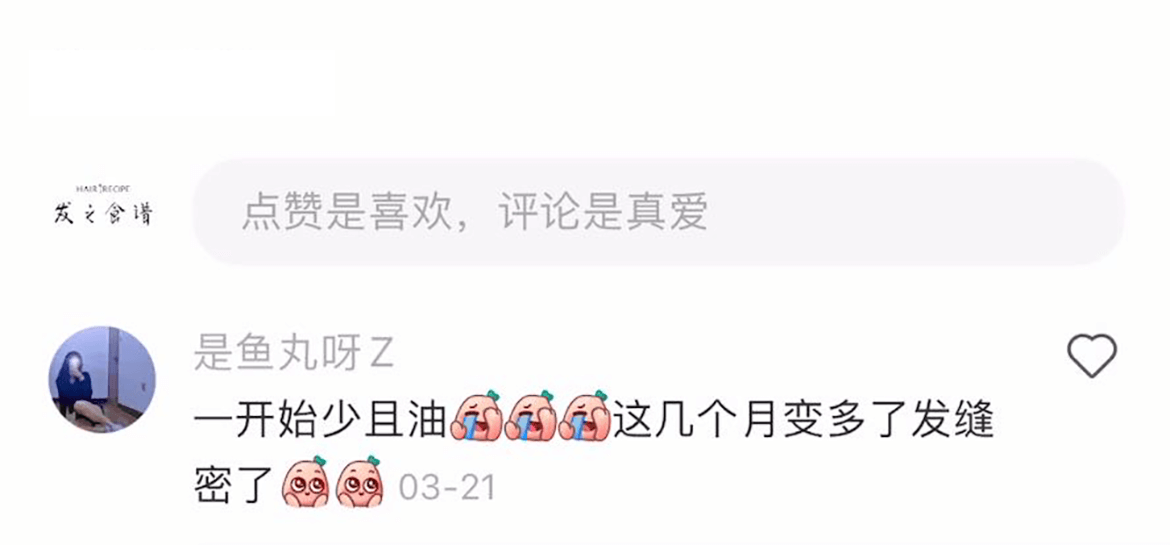 HAIR RECIPE
发之食谱
点赞是喜欢，评论是真爱
是鱼丸呀Z
一开始少且油😭😭😭这几个月变多了发缝
密了🥺🥺 03-21